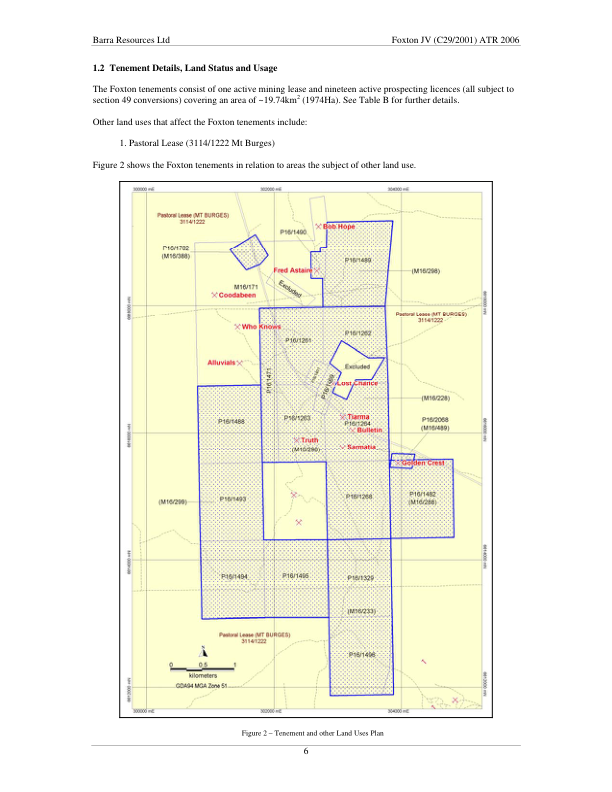 Barra Resources Ltd Foxton JV (C29/2001) ATR 2006
1.2 Tenement Details, Land Status and Usage
The Foxton tenements consist of one active mining lease and nineteen active prospecting licences (all subject to
section 49 conversions) covering an area of ~19.74km2 (1974Ha). See Table B for further details.
Other land uses that affect the Foxton tenements include:
1. Pastoral Lease (3114/1222 Mt Burges)
Figure 2 shows the Foxton tenements in relation to areas the subject of other land use.
300000 mE 302000 mE 304000 mE
Pastoral Lease (MT BURGES)
3114/1222
Bob Hope
P16/1490
(M16/388)
P16/1489
Fred Astair
(M16/298)
Excluded
M16/171
Coodabeen
Pastoral Lease (MT BURGES)
3114/1222
Who Knows
P16/1261
P16/1262
Alluvials
Excluded
P16/1471
Lost Chance
(M16/228)
P16/1488
P16/1263
Tiarma
P16/1264
P16/2068
(M16/489)
Bulletin
Truth
Sarmatia
Golden Crest
(M16/299)
P16/1493
P16/1266
P16/1492
(M16/288)
P16/1494
P16/1495
P16/1329
(M16/233)
Pastoral Lease (MT BURGES)
3114/1222
P16/1496
0 0.5 1
kilometers
GDA94 MGA Zone 51
300000 mE 302000 mE 304000 mE
Figure 2 – Tenement and other Land Uses Plan
6